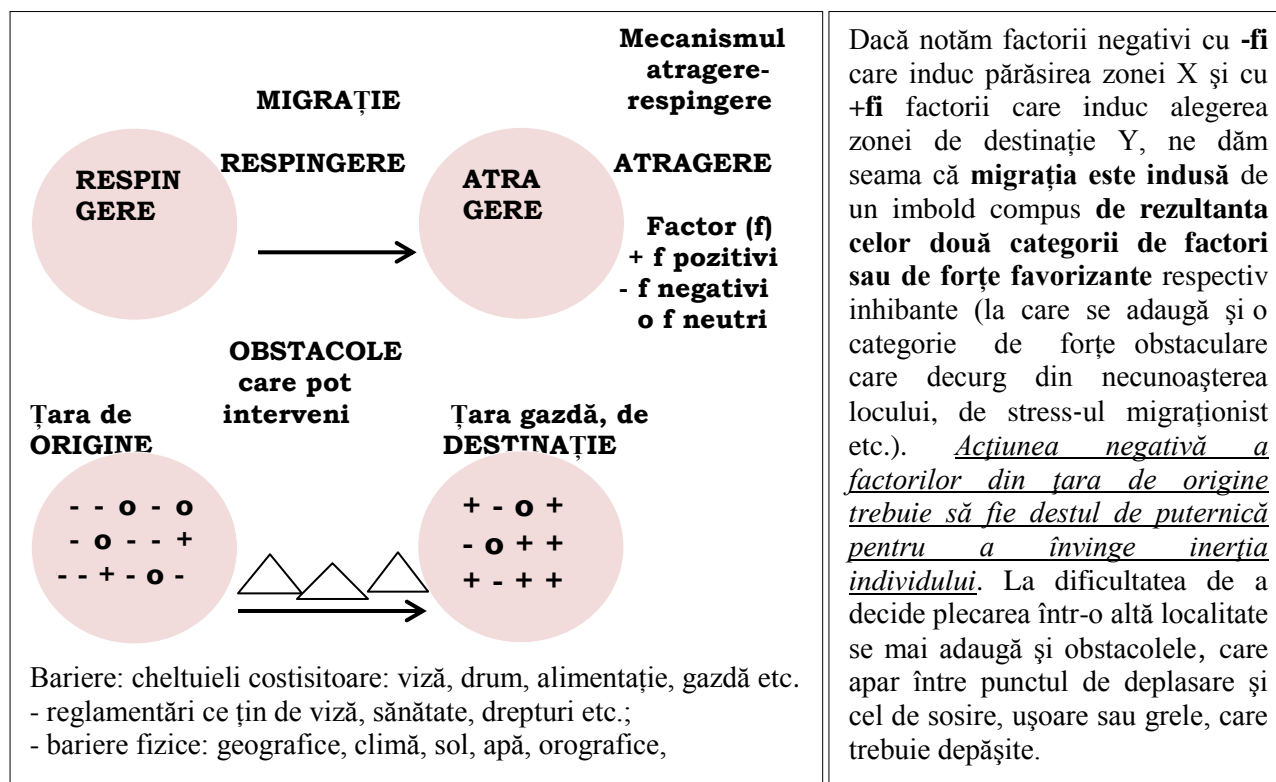 Mecanismul
atragere-
respingere
MIGRAȚIE
RESPINGERE
ATRAGERE
RESPIN
GERE
ATRA
GERE
Factor (f)
+ f pozitivi
- f negativi
o f neutri
OBSTACOLE
care pot
interveni
Țara de
ORIGINE
Țara gazdă, de
DESTINAȚIE
- - o - o
- o - - +
- - + - o -
+ - o +
- o + +
+ - + +
Bariere: cheltuieli costisitoare: viză, drum, alimentație, gazdă etc.
- reglamentări ce țin de viză, sănătate, drepturi etc.;
- bariere fizice: geografice, climă, sol, apă, orografice,
Dacă notăm factorii negativi cu -fi
care induc părăsirea zonei X şi cu
+fi factorii care induc alegerea
zonei de destinaţie Y, ne dăm
seama că migraţia este indusă de
un imbold compus de rezultanta
celor două categorii de factori
sau de forţe favorizante respectiv
inhibante (la care se adaugă şi o
categorie de forţe obstaculare
care decurg din necunoaşterea
locului, de stress-ul migraţionist
etc.). Acţiunea negativă a
factorilor din ţara de origine
trebuie să fie destul de puternică
pentru a învinge inerţia
individului. La dificultatea de a
decide plecarea într-o altă localitate
se mai adaugă şi obstacolele, care
apar între punctul de deplasare şi
cel de sosire, uşoare sau grele, care
trebuie depăşite.